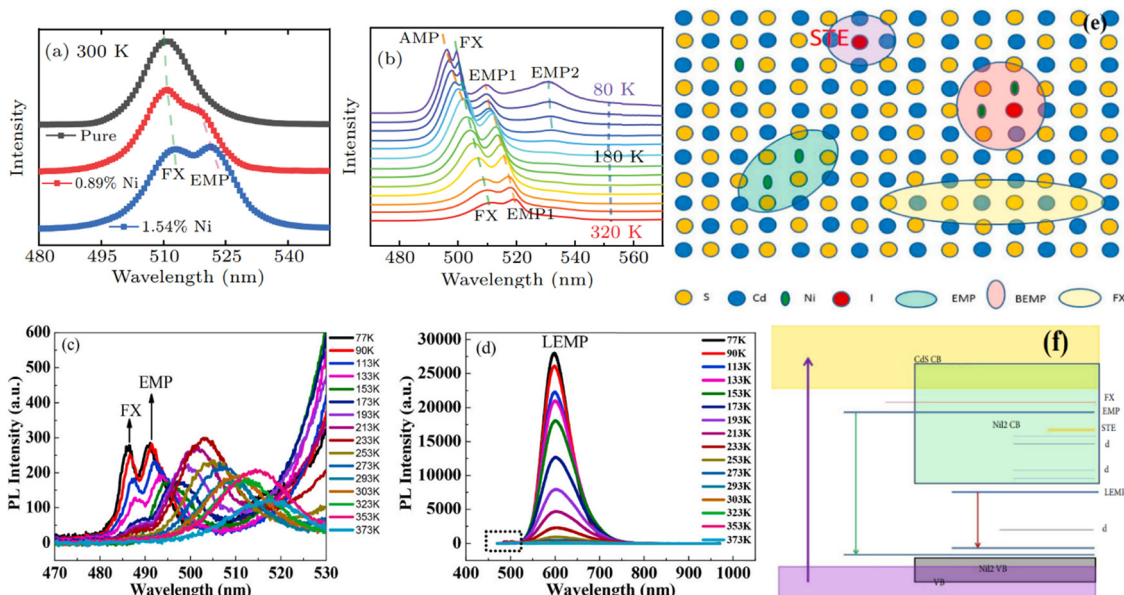 (a) 300 K
Intensity
Pure
0.89% Ni
1.54% Ni
FX
EMP
480 495 510 525 540
Wavelength (nm)
(b)
AMP
FX
EMP1
EMP2
80 K
180 K
320 K
FX
EMP1
Intensity
480 500 520 540 560
Wavelength (nm)
(e)
STE
S Cd Ni I EMP BEMP FX
(c)
FX
EMP
PL Intensity (a.u.)
600
500
400
300
200
100
0
470 480 490 500 510 520 530
Wavelength (nm)
77K
90K
113K
133K
153K
173K
193K
213K
233K
253K
273K
293K
303K
323K
353K
373K
(d)
LEMP
PL Intensity (a.u.)
30000
25000
20000
15000
10000
5000
0
400 500 600 700 800 900 1000
Wavelength (nm)
77K
90K
113K
133K
153K
173K
193K
213K
233K
253K
273K
293K
303K
323K
353K
373K
(f)
CdS CB
FX
EMP
NiI2 CB
STE
d
d
LEMP
d
NiI2 VB
VB